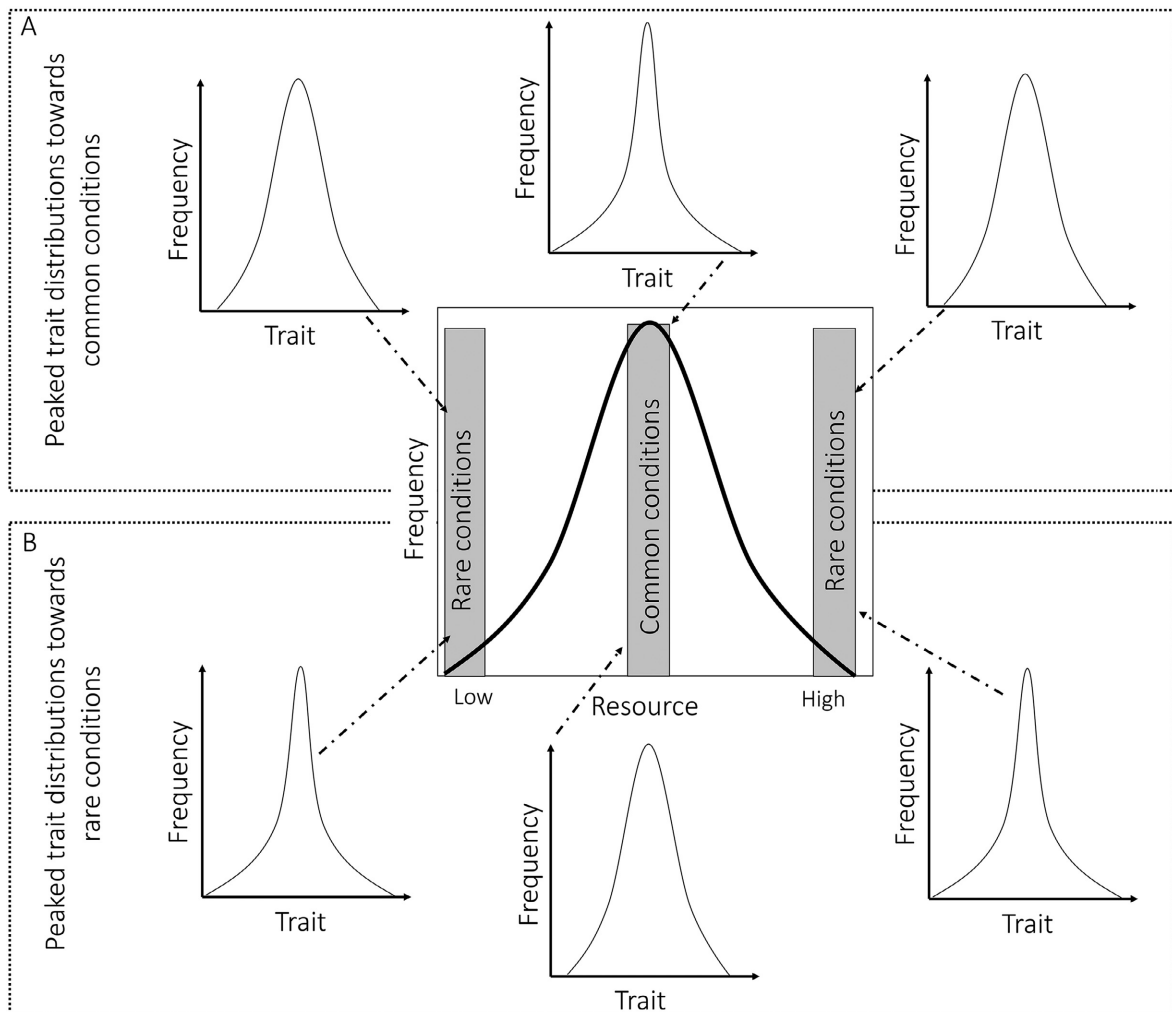 A
Peaked trait distributions towards
common conditions
Frequency
Trait
Frequency
Trait
Frequency
Trait
Frequency
Rare conditions
Common conditions
Rare conditions
Low
Resource
High
B
Peaked trait distributions towards
rare conditions
Frequency
Trait
Frequency
Trait
Frequency
Trait